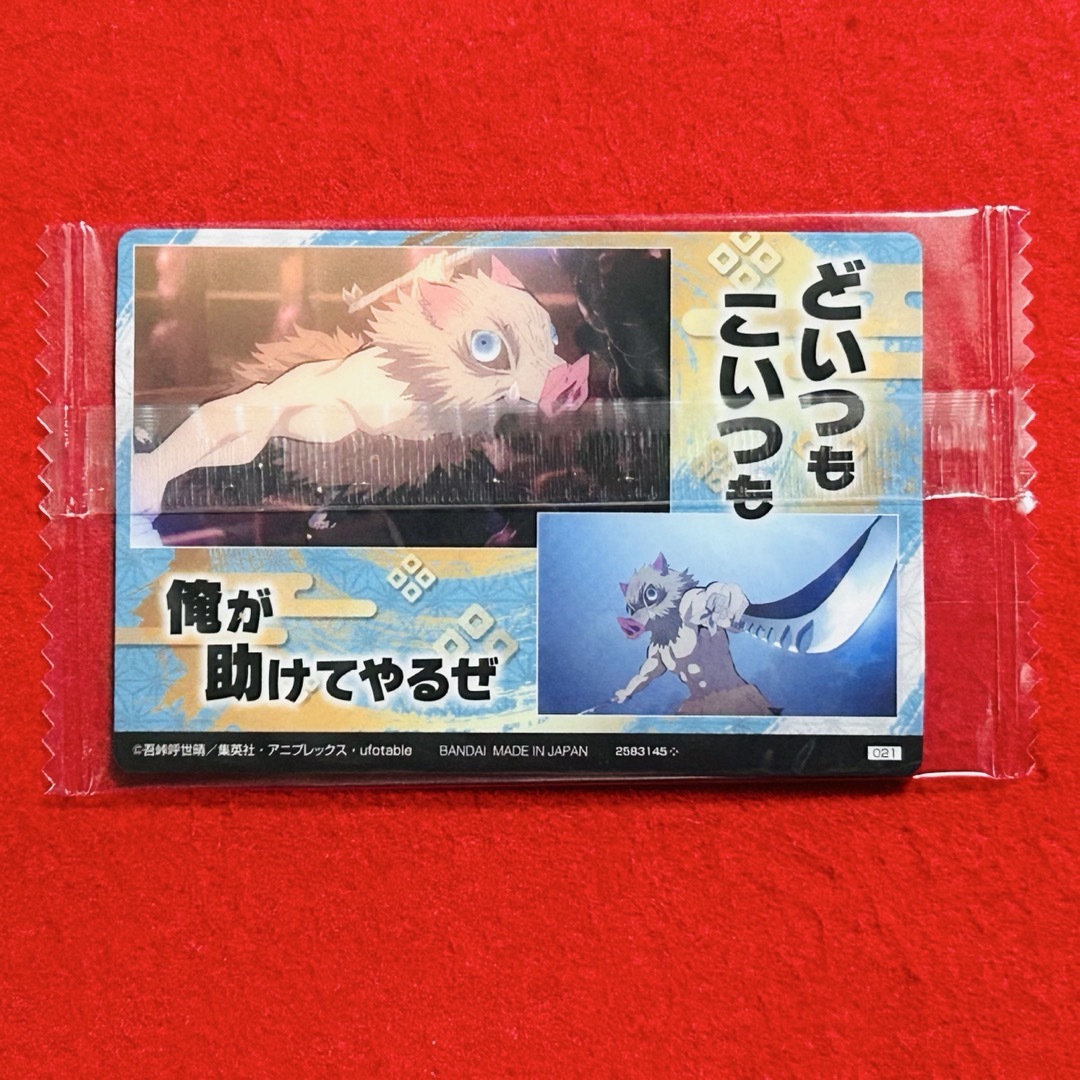 どいつも
こいつも
俺が
助けてやるぜ
©吾峠呼世晴／集英社・アニプレックス・ufotable BANDAI MADE IN JAPAN 2583145 021